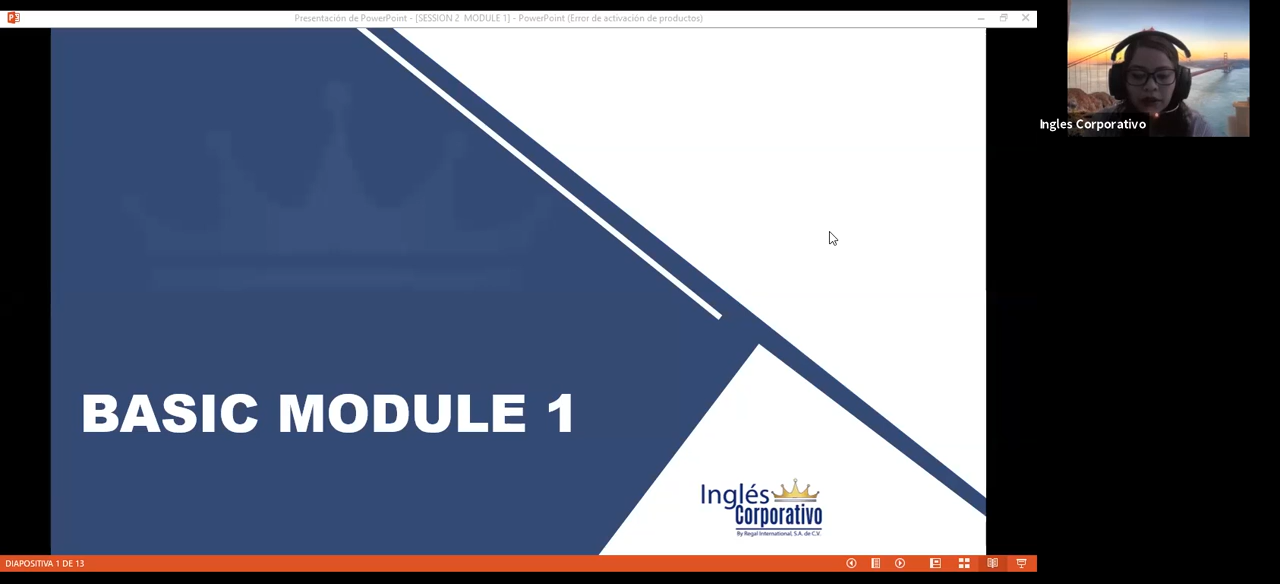 Presentación de PowerPoint - [SESSION 2 MODULE 1] - PowerPoint (Error de activación de productos)
Ingles Corporativo
BASIC MODULE 1
Inglés
Corporativo
By Regal International, S.A. de C.V.
DIAPOSITIVA 1 DE 13